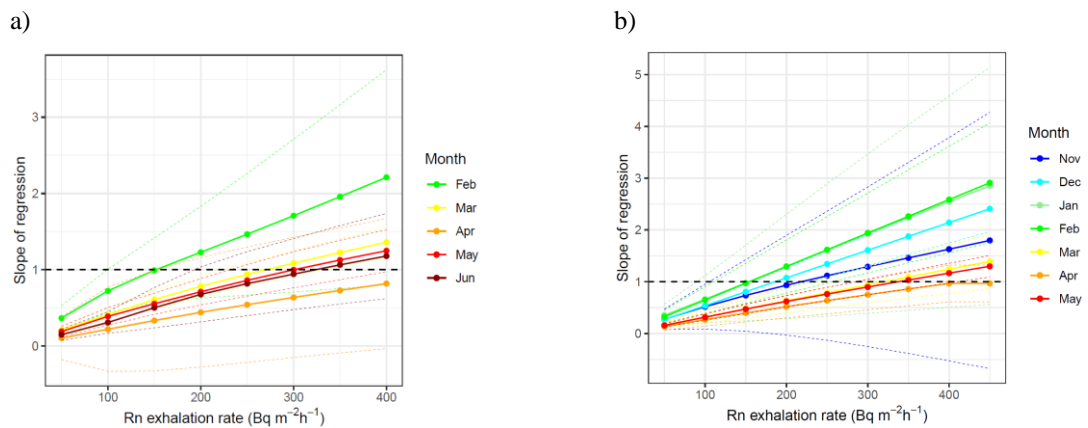 a)
b)
3
2
1
0
100
200
300
400
Slope of regression
Rn exhalation rate (Bq m⁻²h⁻¹)
Month
Feb
Mar
Apr
May
Jun
5
4
3
2
1
0
100
200
300
400
Slope of regression
Rn exhalation rate (Bq m⁻²h⁻¹)
Month
Nov
Dec
Jan
Feb
Mar
Apr
May